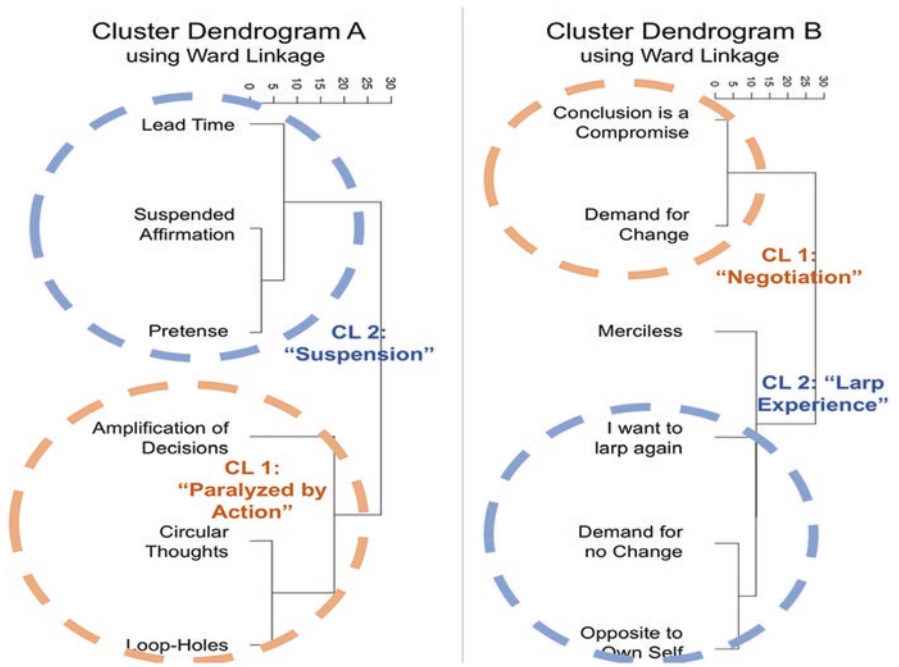 Cluster Dendrogram A
using Ward Linkage
0 5 10 15 20 25 30
Lead Time
Suspended
Affirmation
Pretense
CL 2:
“Suspension”
Amplification of
Decisions
CL 1:
“Paralyzed by
Action”
Circular
Thoughts
Loop-Holes
Cluster Dendrogram B
using Ward Linkage
0 5 10 15 20 25 30
Conclusion is a
Compromise
Demand for
Change
CL 1:
“Negotiation”
Merciless
CL 2: “Larp
Experience”
I want to
larp again
Demand for
no Change
Opposite to
Own Self